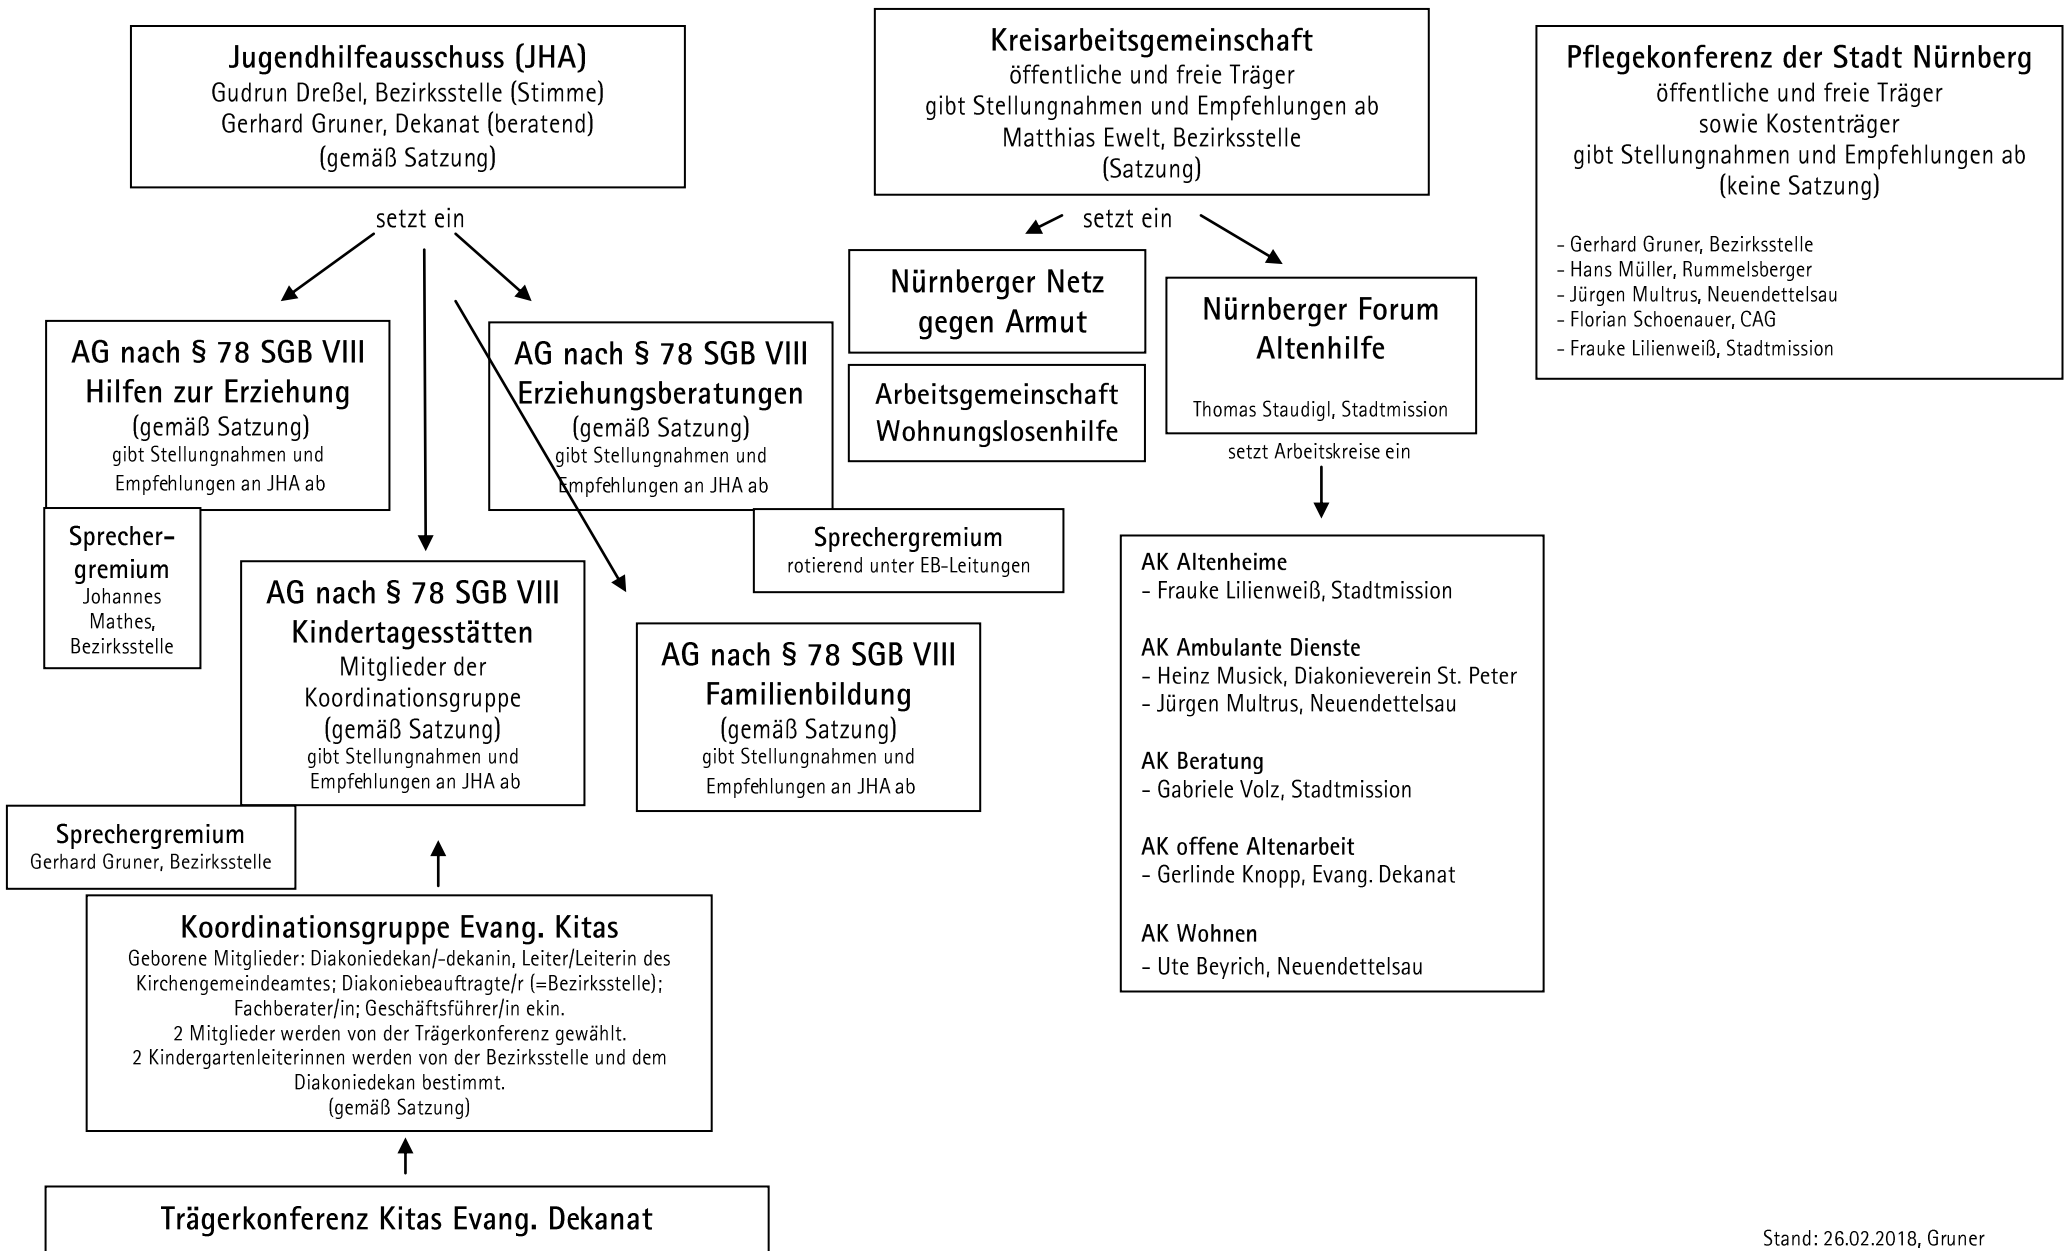 Jugendhilfeausschuss (JHA)
Gudrun Dreßel, Bezirksstelle (Stimme)
Gerhard Gruner, Dekanat (beratend)
(gemäß Satzung)
setzt ein
AG nach § 78 SGB VIII
Hilfen zur Erziehung
(gemäß Satzung)
gibt Stellungnahmen und
Empfehlungen an JHA ab
Sprecher-
gremium
Johannes
Mathes,
Bezirksstelle
AG nach § 78 SGB VIII
Erziehungsberatungen
(gemäß Satzung)
gibt Stellungnahmen und
Empfehlungen an JHA ab
Sprechergremium
rotierend unter EB-Leitungen
AG nach § 78 SGB VIII
Kindertagesstätten
Mitglieder der
Koordinationsgruppe
(gemäß Satzung)
gibt Stellungnahmen und
Empfehlungen an JHA ab
Sprechergremium
Gerhard Gruner, Bezirksstelle
AG nach § 78 SGB VIII
Familienbildung
(gemäß Satzung)
gibt Stellungnahmen und
Empfehlungen an JHA ab
Koordinationsgruppe Evang. Kitas
Geborene Mitglieder: Diakoniedekan/-dekanin, Leiter/Leiterin des
Kirchengemeindeamtes; Diakoniebeauftragte/r (=Bezirksstelle);
Fachberater/in; Geschäftsführer/in ekin.
2 Mitglieder werden von der Trägerkonferenz gewählt.
2 Kindergartenleiterinnen werden von der Bezirksstelle und dem
Diakoniedekan bestimmt.
(gemäß Satzung)
Trägerkonferenz Kitas Evang. Dekanat
Kreisarbeitsgemeinschaft
öffentliche und freie Träger
gibt Stellungnahmen und Empfehlungen ab
Matthias Ewelt, Bezirksstelle
(Satzung)
setzt ein
Nürnberger Netz
gegen Armut
Arbeitsgemeinschaft
Wohnungslosenhilfe
Nürnberger Forum
Altenhilfe
Thomas Staudigl, Stadtmission
setzt Arbeitskreise ein
AK Altenheime
- Frauke Lilienweiß, Stadtmission
AK Ambulante Dienste
- Heinz Musick, Diakonieverein St. Peter
- Jürgen Multrus, Neuendettelsau
AK Beratung
- Gabriele Volz, Stadtmission
AK offene Altenarbeit
- Gerlinde Knopp, Evang. Dekanat
AK Wohnen
- Ute Beyrich, Neuendettelsau
Pflegekonferenz der Stadt Nürnberg
öffentliche und freie Träger
sowie Kostenträger
gibt Stellungnahmen und Empfehlungen ab
(keine Satzung)
- Gerhard Gruner, Bezirksstelle
- Hans Müller, Rummelsberger
- Jürgen Multrus, Neuendettelsau
- Florian Schoenauer, CAG
- Frauke Lilienweiß, Stadtmission
Stand: 26.02.2018, Gruner